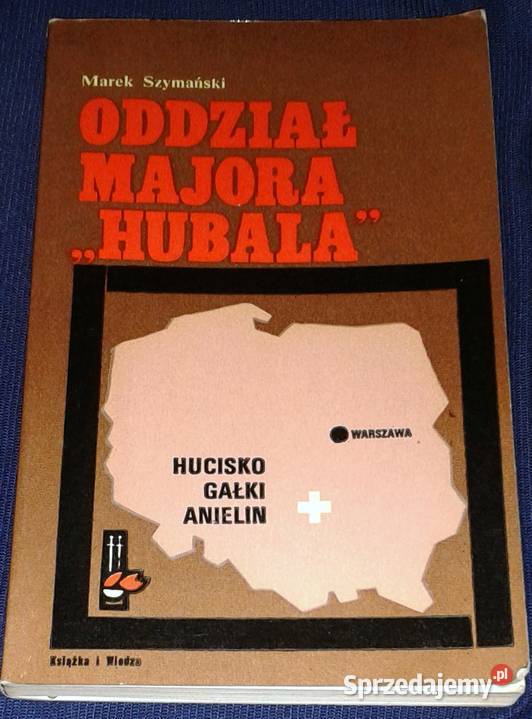 Marek Szymański
ODDZIAŁ
MAJORA
„HUBALA”
WARSZAWA
HUCISKO
GAŁKI
ANIELIN
Książka i Wiedza
Sprzedajemy.pl